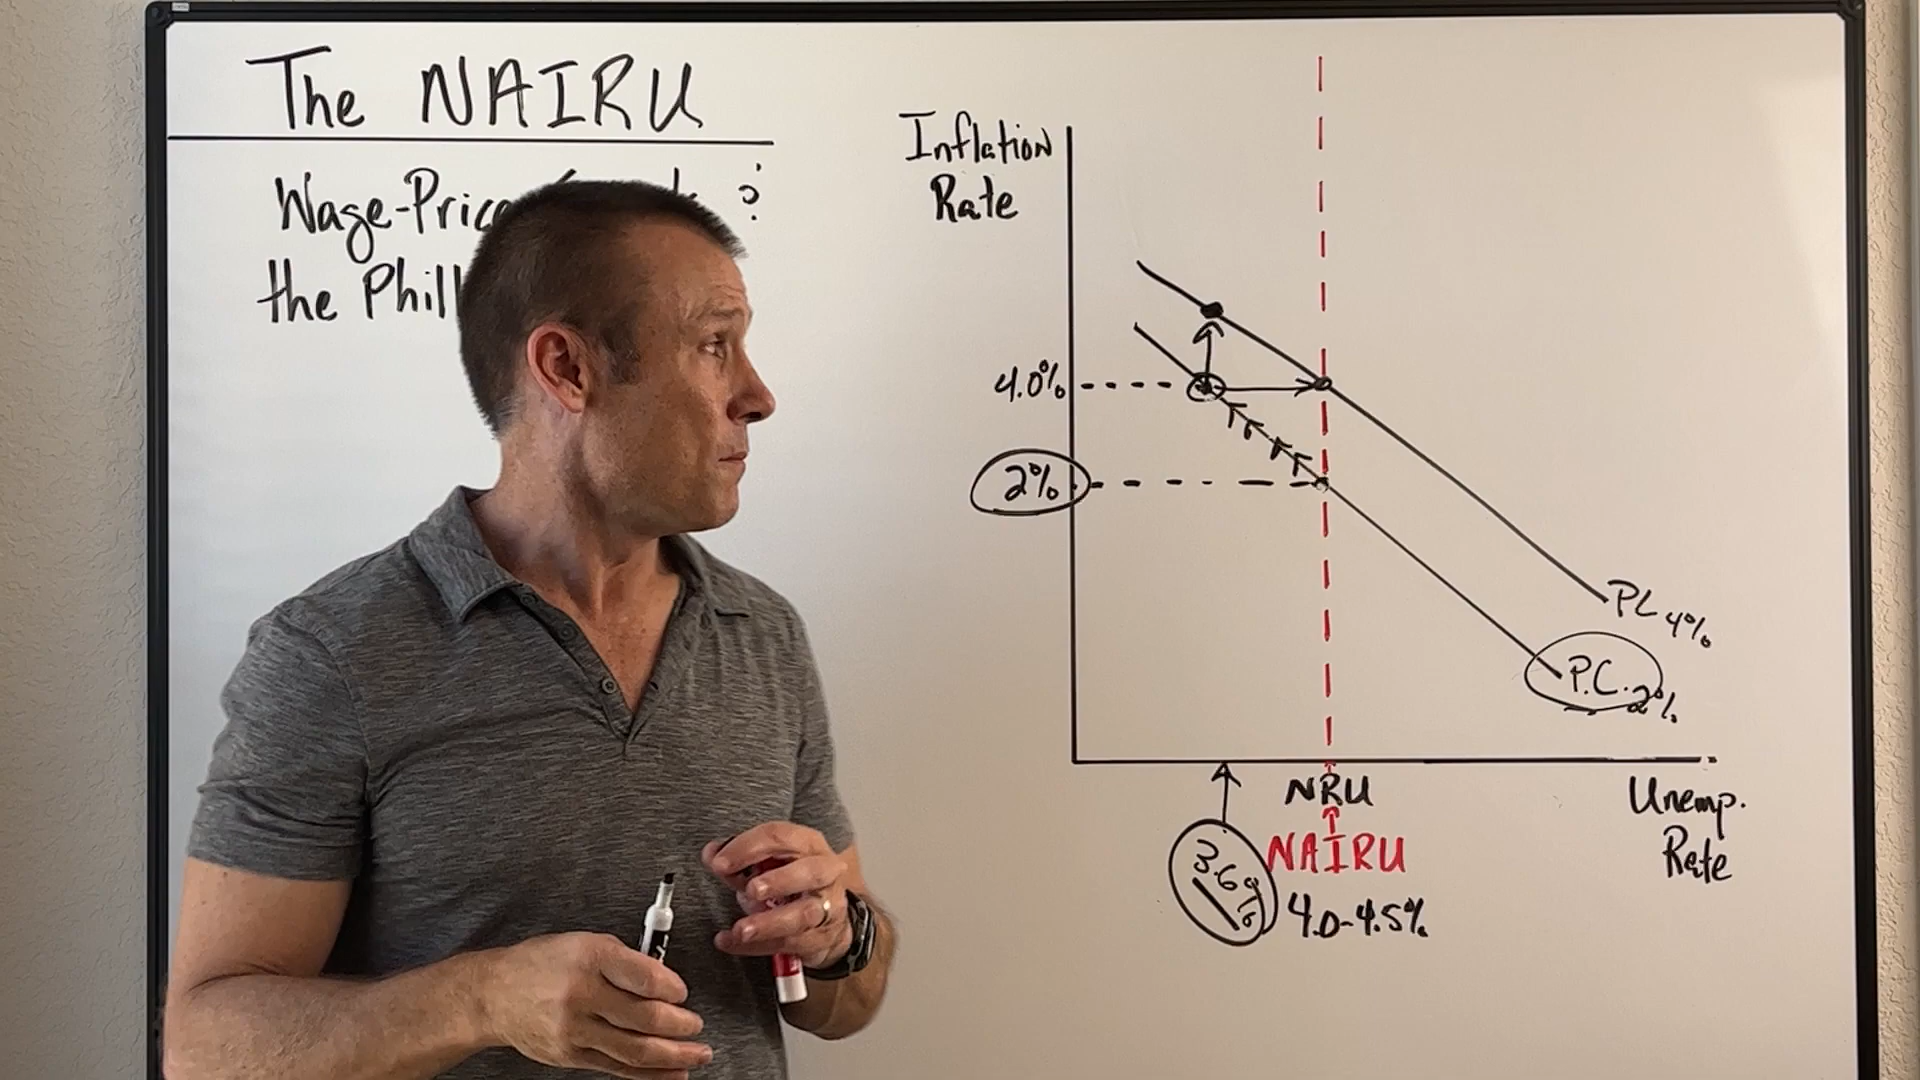 The NAIRU
Wage-Price ?
the Phill
Inflation
Rate
4.0%
2%
PC 4%
P.C. 2%
NRU
NAIRU
3.6%
4.0-4.5%
Unemp.
Rate